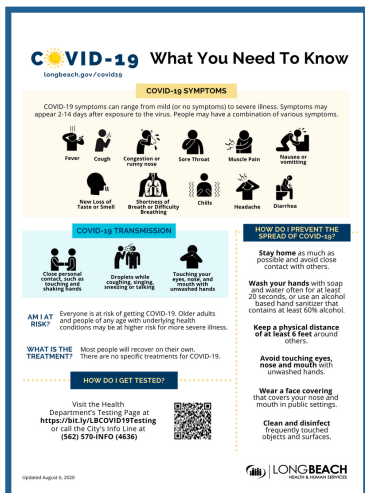 COVID-19 What You Need To Know
longbeach.gov/covid19
COVID-19 SYMPTOMS
COVID-19 symptoms can range from mild (or no symptoms) to severe illness. Symptoms may
appear 2-14 days after exposure to the virus. People may have a combination of various symptoms.
Fever
Cough
Congestion or
runny nose
Sore Throat
Muscle Pain
Nausea or
vomitting
New Loss of
Taste or Smell
Shortness of
Breath or Difficulty
Breathing
Chills
Headache
Diarrhea
COVID-19 TRANSMISSION
Close personal
contact, such as
touching and
shaking hands
Droplets while
coughing, singing,
sneezing or talking
Touching your
eyes, nose, and
mouth with
unwashed hands
AM I AT
RISK?
Everyone is at risk of getting COVID-19. Older adults
and people of any age with underlying health
conditions may be at higher risk for more severe illness.
WHAT IS THE
TREATMENT?
Most people will recover on their own.
There are no specific treatments for COVID-19.
HOW DO I GET TESTED?
Visit the Health
Department's Testing Page at
https://bit.ly/LBCOVID19Testing
or call the City's Info Line at
(562) 570-INFO (4636)
HOW DO I PREVENT THE
SPREAD OF COVID-19?
Stay home as much as
possible and avoid close
contact with others.
Wash your hands with soap
and water often for at least
20 seconds, or use an alcohol
based hand sanitizer that
contains at least 60% alcohol.
Keep a physical distance
of at least 6 feet around
others.
Avoid touching eyes,
nose and mouth with
unwashed hands.
Wear a face covering
that covers your nose and
mouth in public settings.
Clean and disinfect
frequently touched
objects and surfaces.
Updated August 6, 2020
LONGBEACH
HEALTH & HUMAN SERVICES